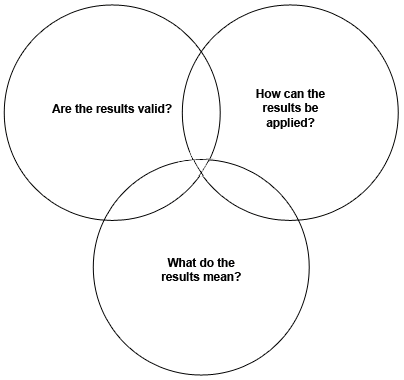 Are the results valid?
How can the
results be
applied?
What do the
results mean?